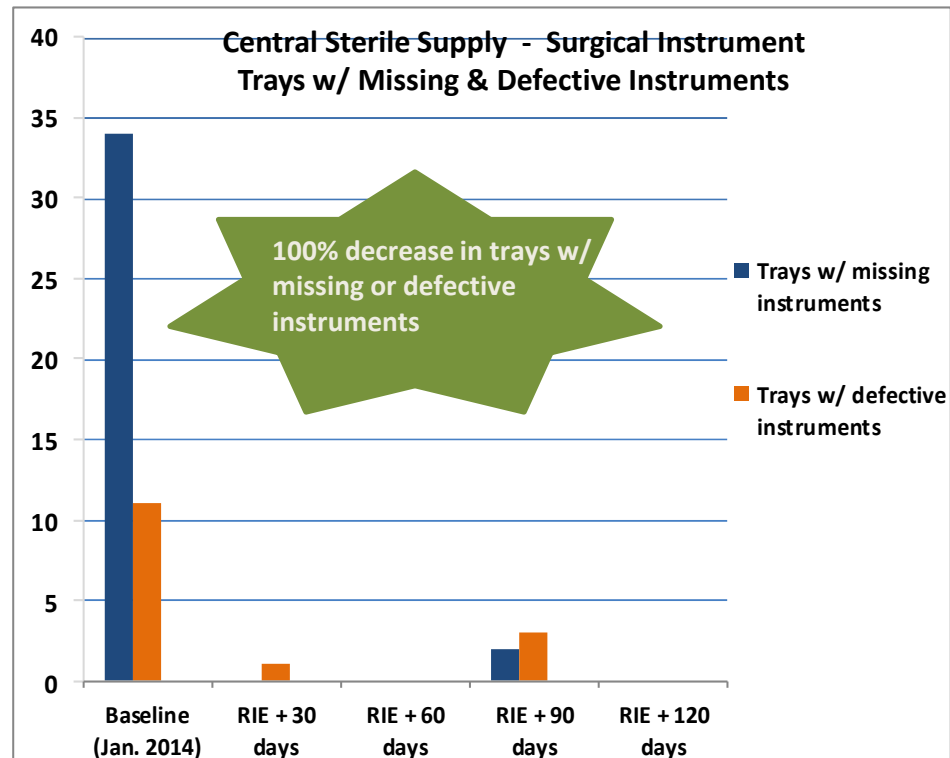 Central Sterile Supply - Surgical Instrument
Trays w/ Missing & Defective Instruments
40
35
30
25
20
15
10
5
0
100% decrease in trays w/
missing or defective
instruments
Trays w/ missing
instruments
Trays w/ defective
instruments
Baseline
(Jan. 2014)
RIE + 30
days
RIE + 60
days
RIE + 90
days
RIE + 120
days